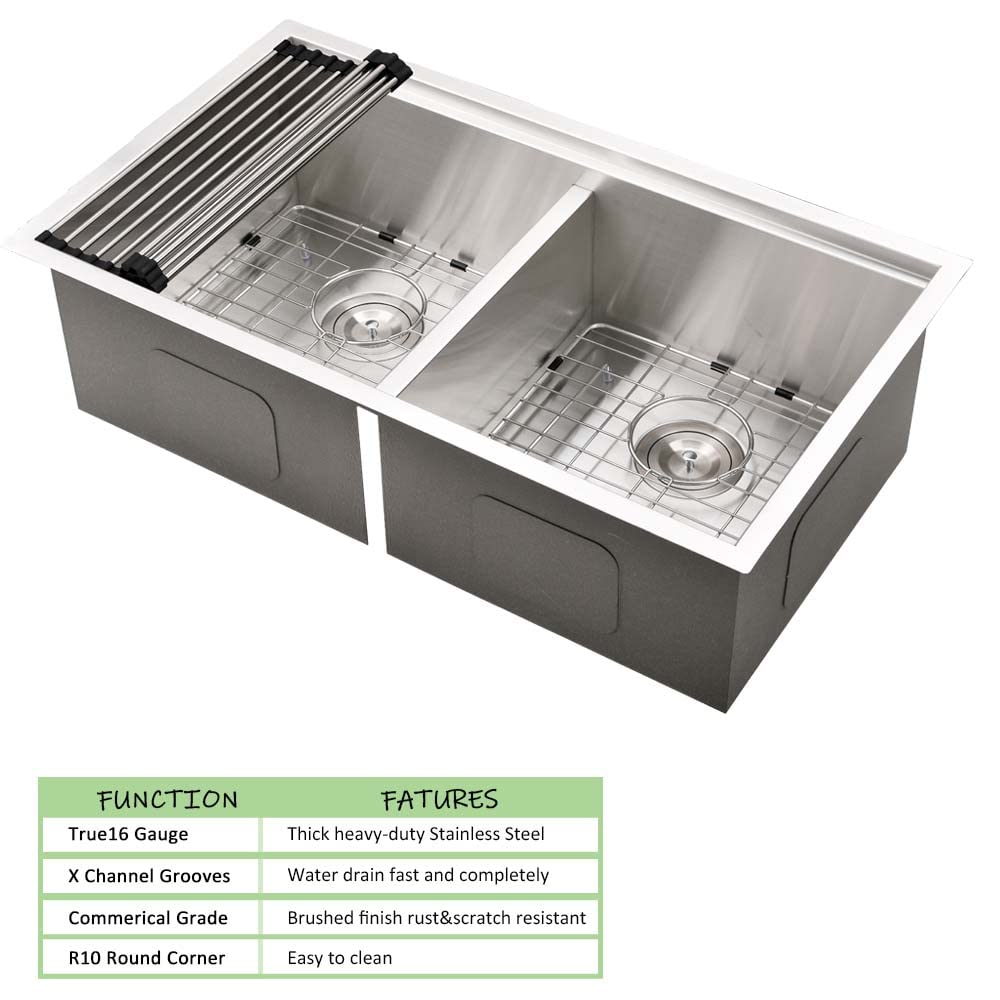 FUNCTION FATURES
True16 Gauge Thick heavy-duty Stainless Steel
X Channel Grooves Water drain fast and completely
Commerical Grade Brushed finish rust&scratch resistant
R10 Round Corner Easy to clean